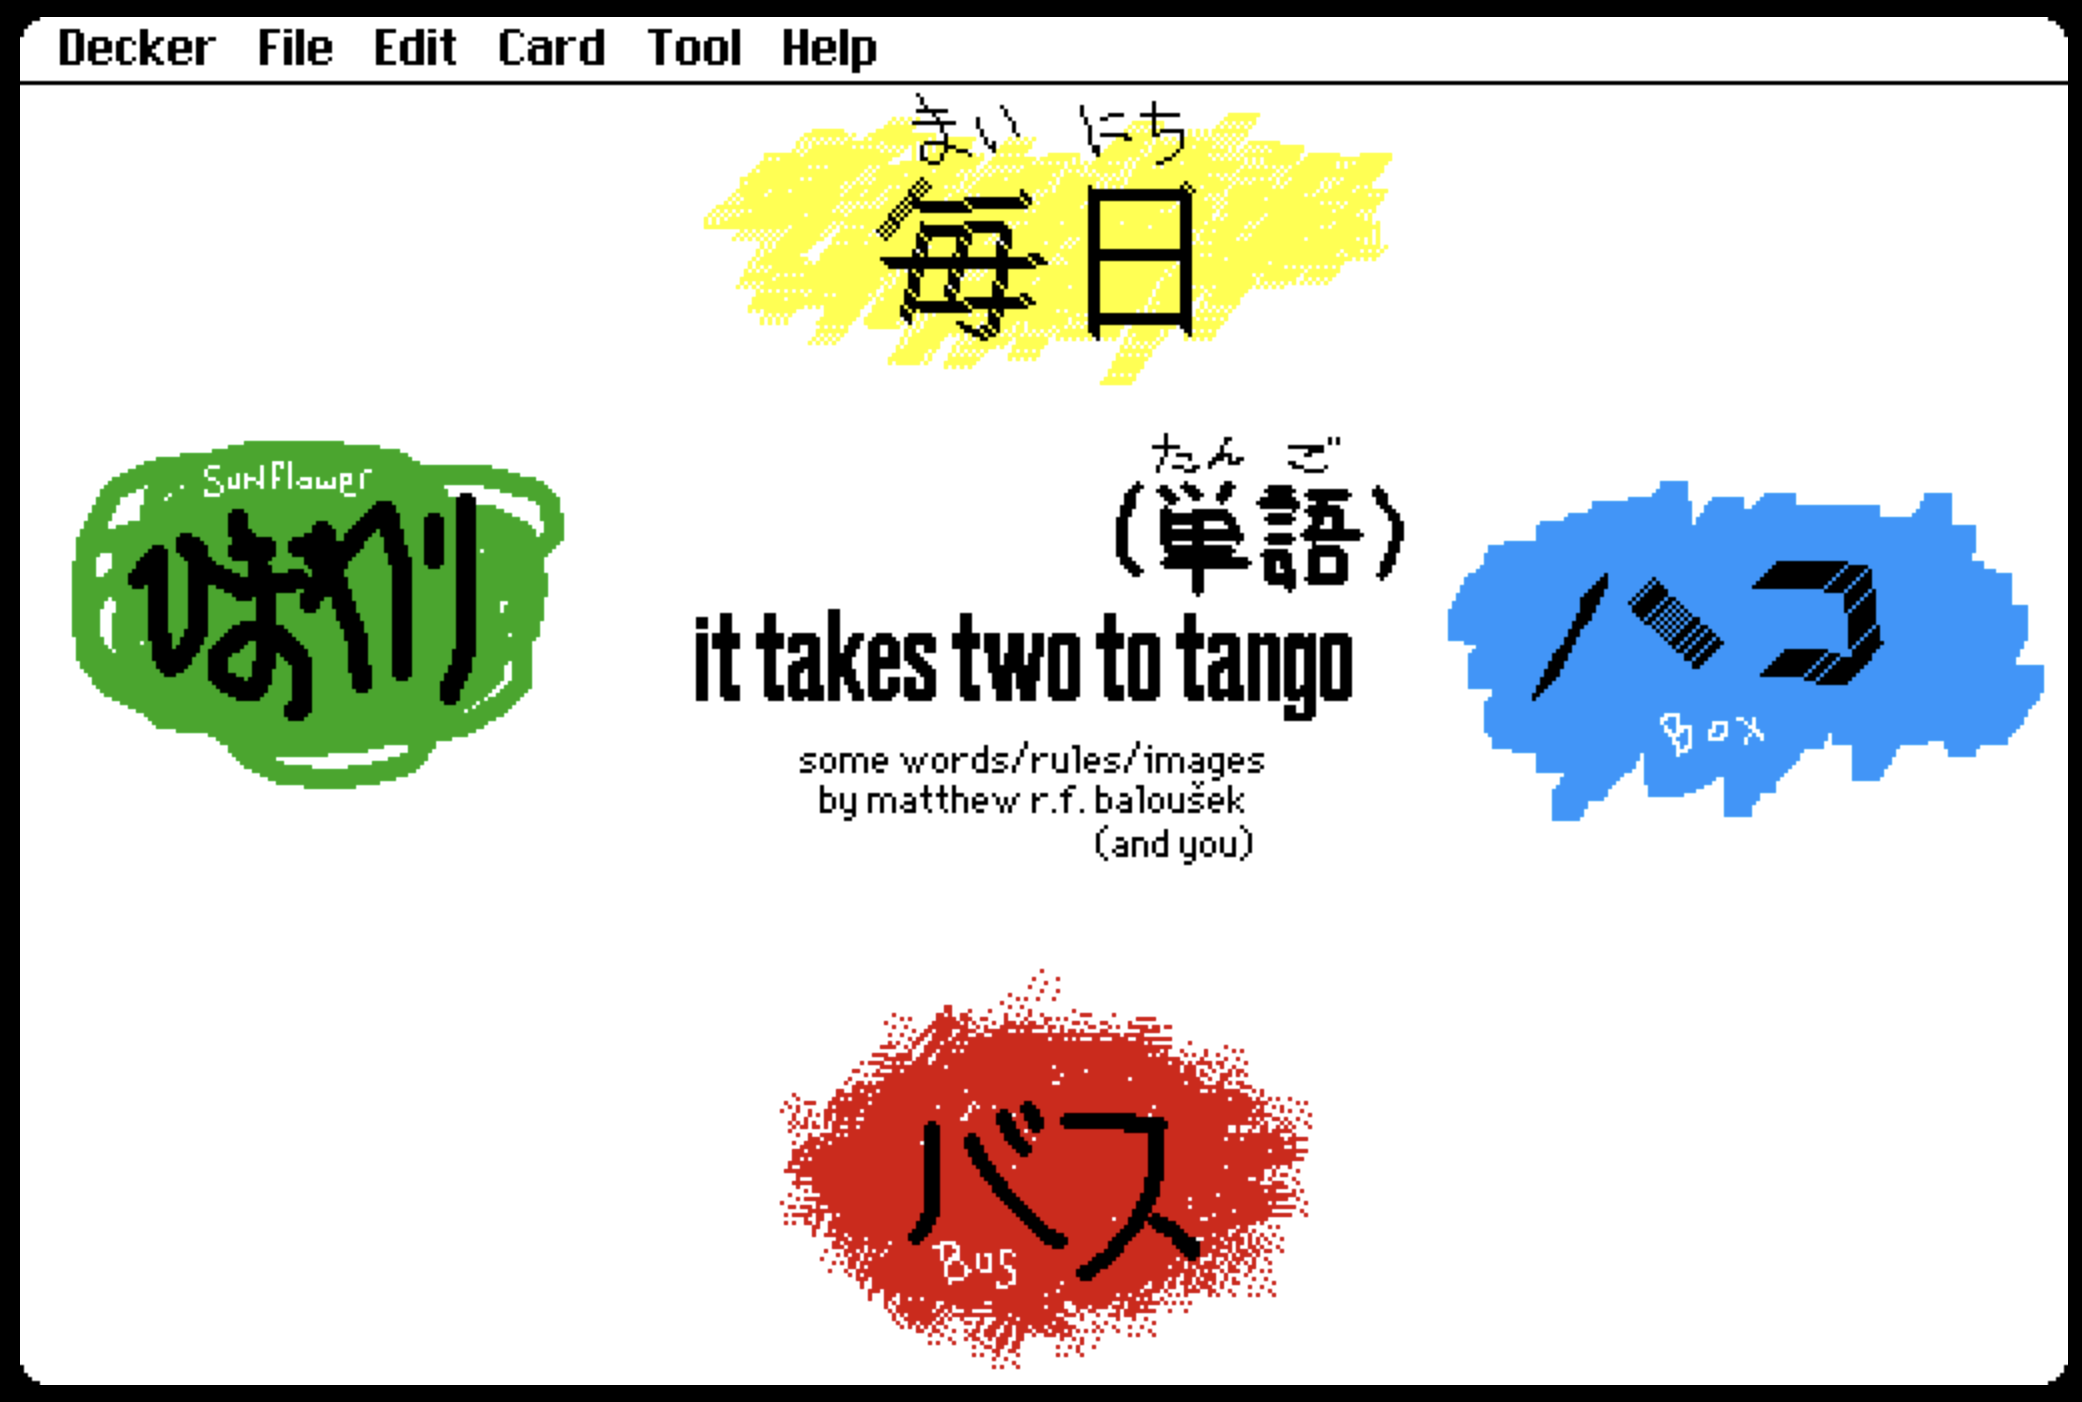 Decker File Edit Card Tool Help
まい にち
毎日
Sunflower
ひまわり
たん ご
(単語)
it takes two to tango
some words/rules/images
by matthew r.f. baloušek
(and you)
ハコ
Box
バス
Bus